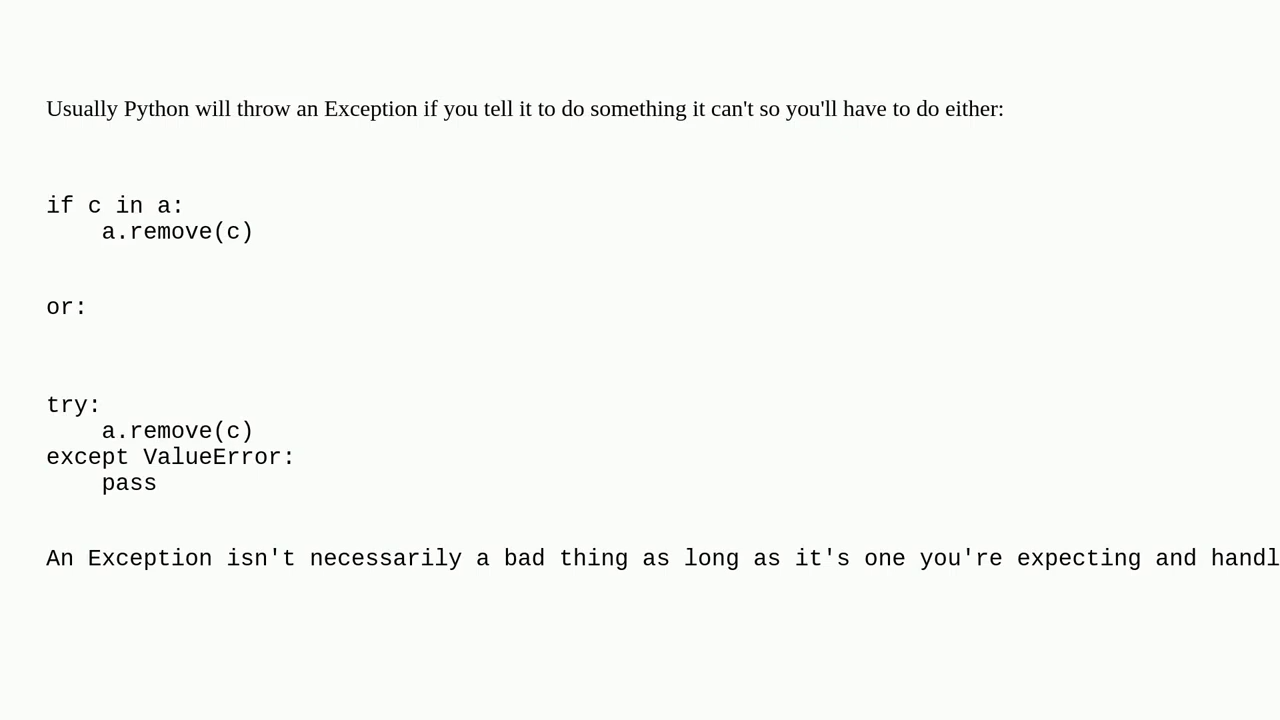 Usually Python will throw an Exception if you tell it to do something it can't so you'll have to do either:
if c in a:
    a.remove(c)
or:
try:
    a.remove(c)
except ValueError:
    pass
An Exception isn't necessarily a bad thing as long as it's one you're expecting and handl